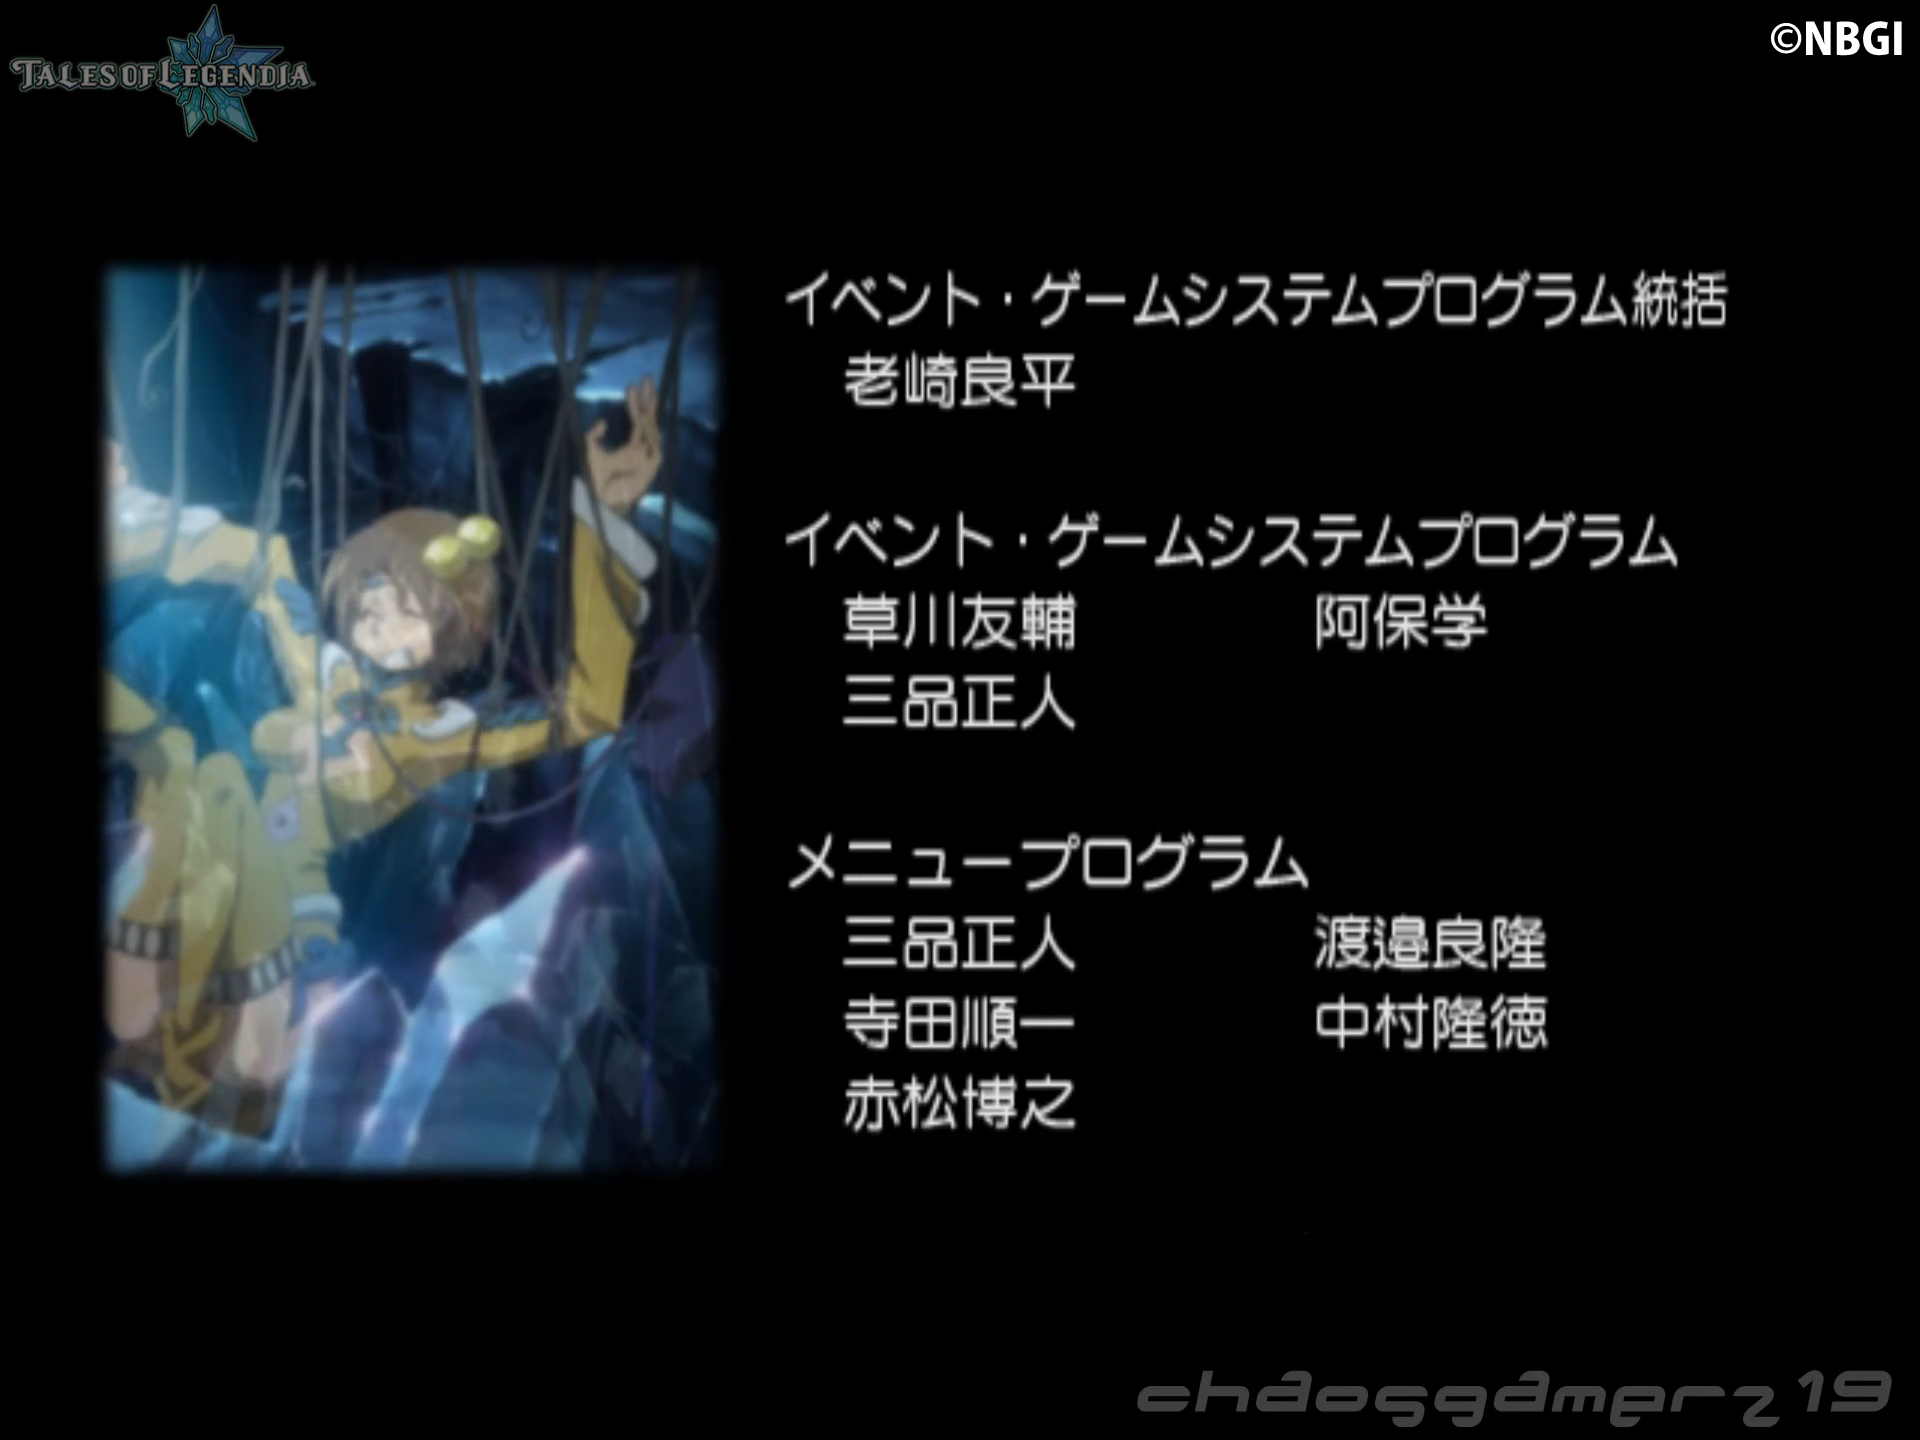 TALES OF LEGENDIA
©NBGI
イベント・ゲームシステムプログラム統括
老崎良平
イベント・ゲームシステムプログラム
草川友輔 阿保学
三品正人
メニュープログラム
三品正人 渡邉良隆
寺田順一 中村隆徳
赤松博之
chaosgamerz19